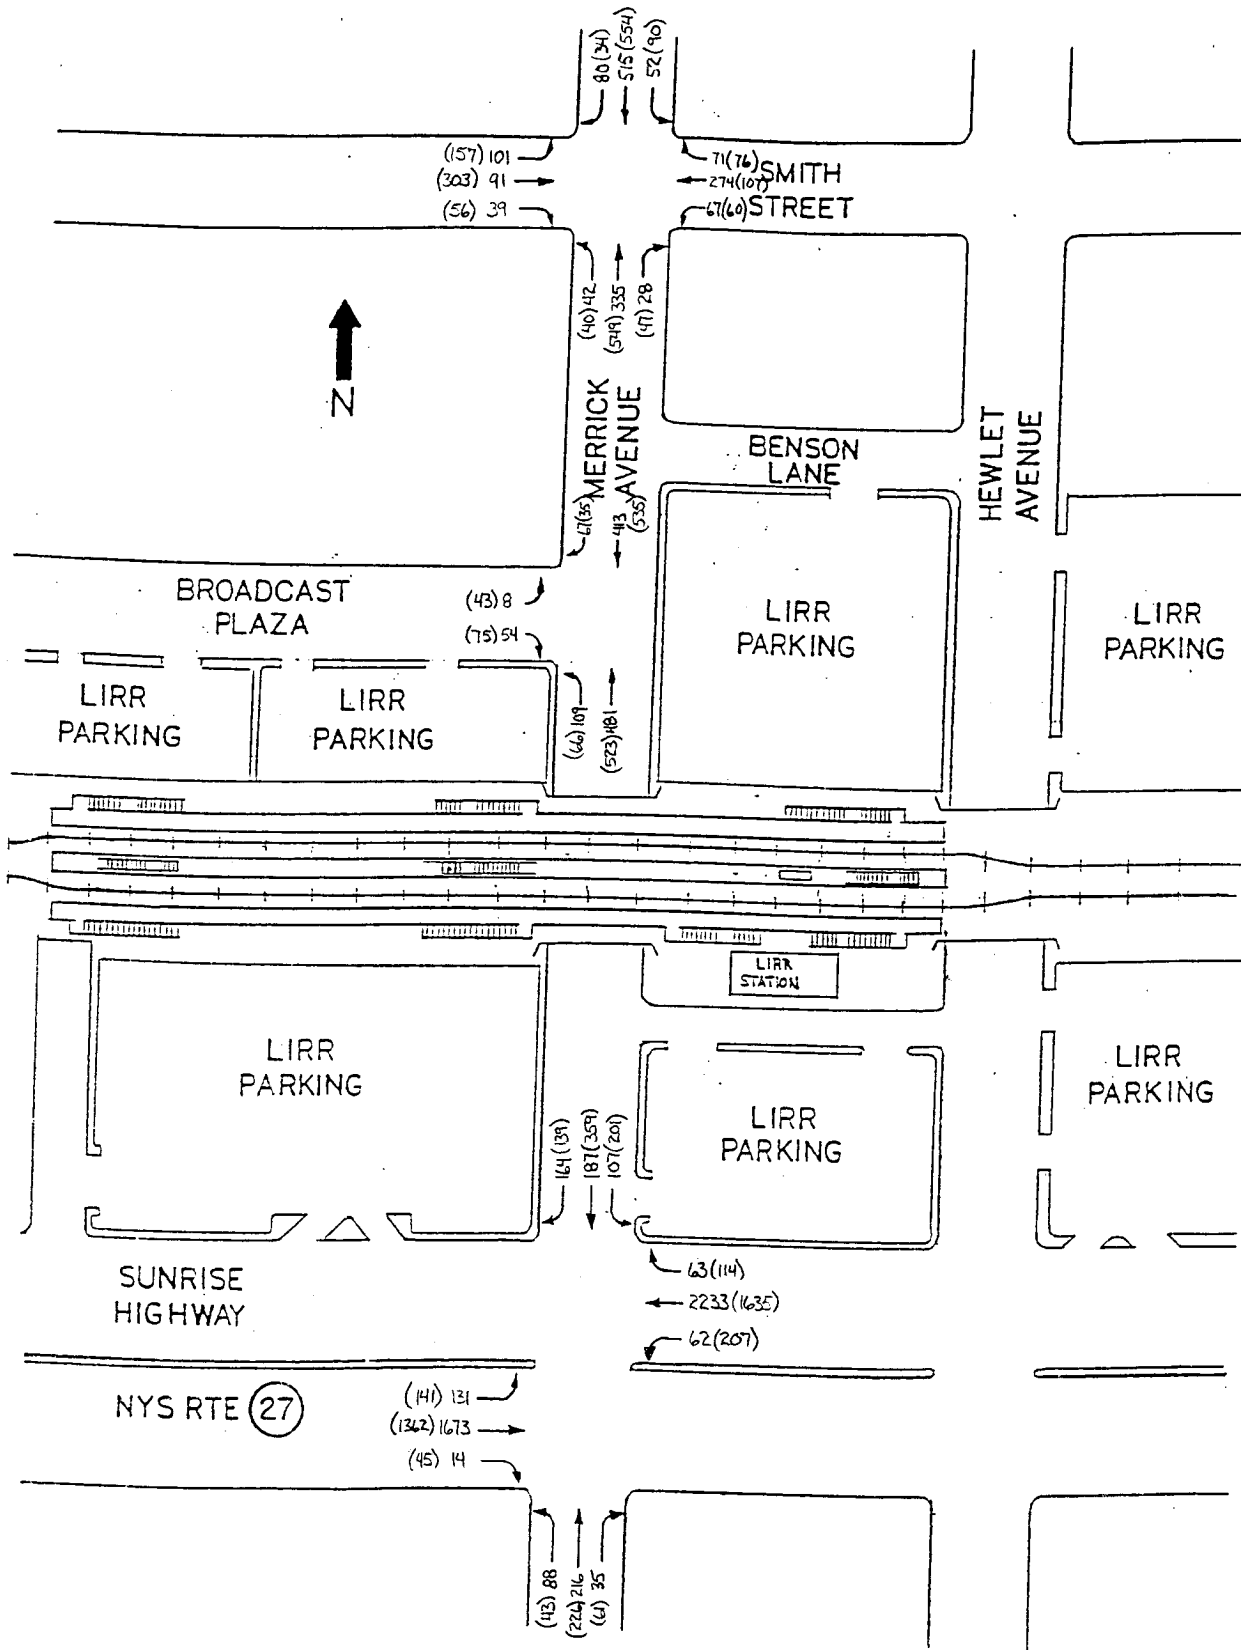 80(34)
515(554)
52(90)
(157) 101
(303) 91
(56) 39
71(76)
274(107)
67(60)
SMITH
STREET
(40) 42
(549) 335
(47) 28
N
MERRICK
AVENUE
BENSON
LANE
HEWLET
AVENUE
67(35)
413
(535)
BROADCAST
PLAZA
(43) 8
(75) 54
LIRR
PARKING
LIRR
PARKING
LIRR
PARKING
LIRR
PARKING
(66) 109
(523) 481
LIRR
STATION
LIRR
PARKING
LIRR
PARKING
LIRR
PARKING
164(139)
187(359)
107(201)
SUNRISE
HIGHWAY
63(114)
2233(1635)
62(207)
NYS RTE 27
(141) 131
(1362) 1673
(45) 14
(43) 88
(226) 216
(61) 35